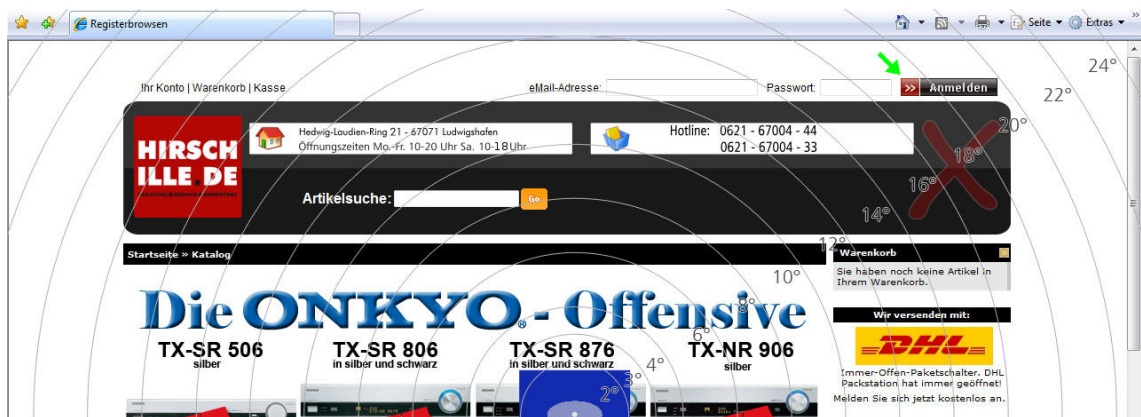 Registerbrowsen
Seite
Extras
»
Ihr Konto | Warenkorb | Kasse
eMail-Adresse:
Passwort:
>> Anmelden
24°
22°
20°
18°
16°
14°
12°
10°
8°
6°
4°
3°
2°
HIRSCH
ILLE.DE
Hedwig-Laudien-Ring 21 - 67071 Ludwigshafen
Öffnungszeiten Mo.-Fr. 10-20 Uhr Sa. 10-18Uhr
Hotline: 0621 - 67004 - 44
0621 - 67004 - 33
Artikelsuche:
Go
Startseite » Katalog
Die ONKYO.- Offensive
TX-SR 506
silber
TX-SR 806
in silber und schwarz
TX-SR 876
in silber und schwarz
TX-NR 906
silber
Warenkorb »
Sie haben noch keine Artikel in
Ihrem Warenkorb.
Wir versenden mit:
DHL
Immer-Offen-Paketschalter. DHL
Packstation hat immer geöffnet!
Melden Sie sich jetzt kostenlos an.